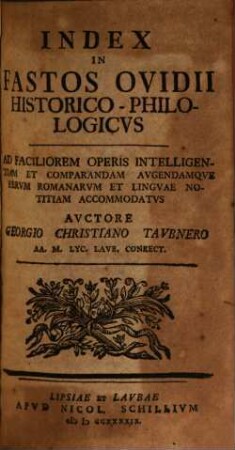 INDEX
IN
FASTOS OVIDII
HISTORICO-PHILO-
LOGICVS
AD FACILIOREM OPERIS INTELLIGEN-
TIAM ET COMPARANDAM AVGENDAMQVE
RERVM ROMANARVM ET LINGVAE NO-
TITIAM ACCOMMODATVS
AVCTORE
GEORGIO CHRISTIANO TAVBNERO
AA. M. LYC. LAVB. CONRECT.
LIPSIAE ET LAVBAE
APVD NICOL. SCHILLIVM